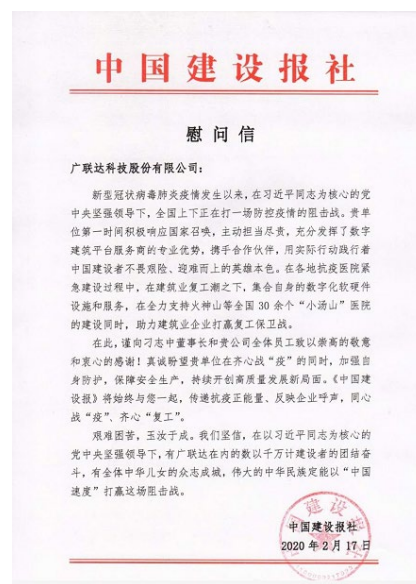 中国建设报社
慰问信
广联达科技股份有限公司：
新型冠状病毒肺炎疫情发生以来，在习近平同志为核心的党
中央坚强领导下，全国上下正在打一场防控疫情的阻击战。贵单
位第一时间积极响应国家召唤，主动担当尽责，充分发挥了数字
建筑平台服务商的专业优势，携手合作伙伴，用实际行动践行着
中国建设者不畏艰险、迎难而上的英雄本色。在各地抗疫医院紧
急建设过程中，在建筑业复工潮之下，集合自身的数字化软硬件
设施和服务，在全力支持火神山等全国 30 余个“小汤山”医院
的建设同时，助力建筑业企业打赢复工保卫战。
在此，谨向刁志中董事长和贵公司全体员工致以崇高的敬意
和衷心的感谢！真诚盼望贵单位在齐心战“疫”的同时，加强自
身防护，保障安全生产，持续开创高质量发展新局面。《中国建
设报》将始终与您一起，传递抗疫正能量、反映企业呼声，同心
战“疫”、齐心“复工”。
艰难困苦，玉汝于成。我们坚信，在以习近平同志为核心的
党中央坚强领导下，有广联达在内的数以千万计建设者的团结奋
斗，有全体中华儿女的众志成城，伟大的中华民族定能以“中国
速度”打赢这场阻击战。
中国建设报社
2020 年 2 月 17 日